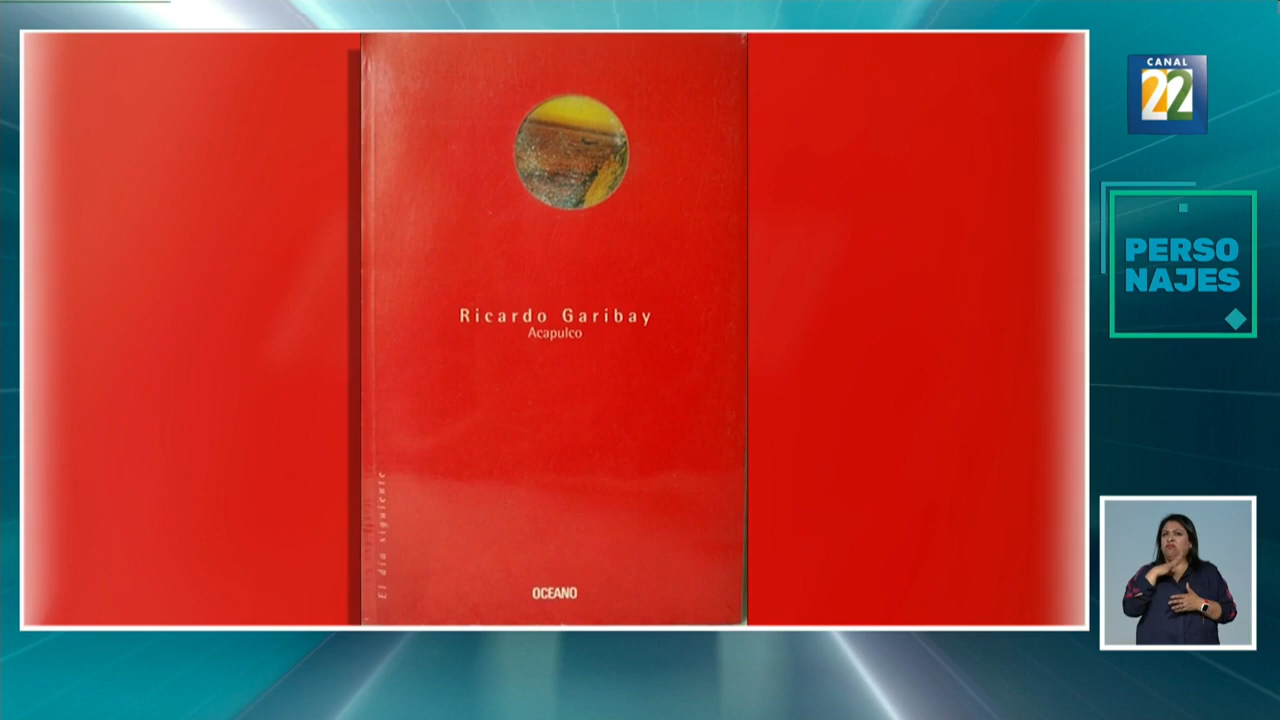 Ricardo Garibay
Acapulco
El día siguiente
OCEANO
CANAL
22
PERSO
NAJES